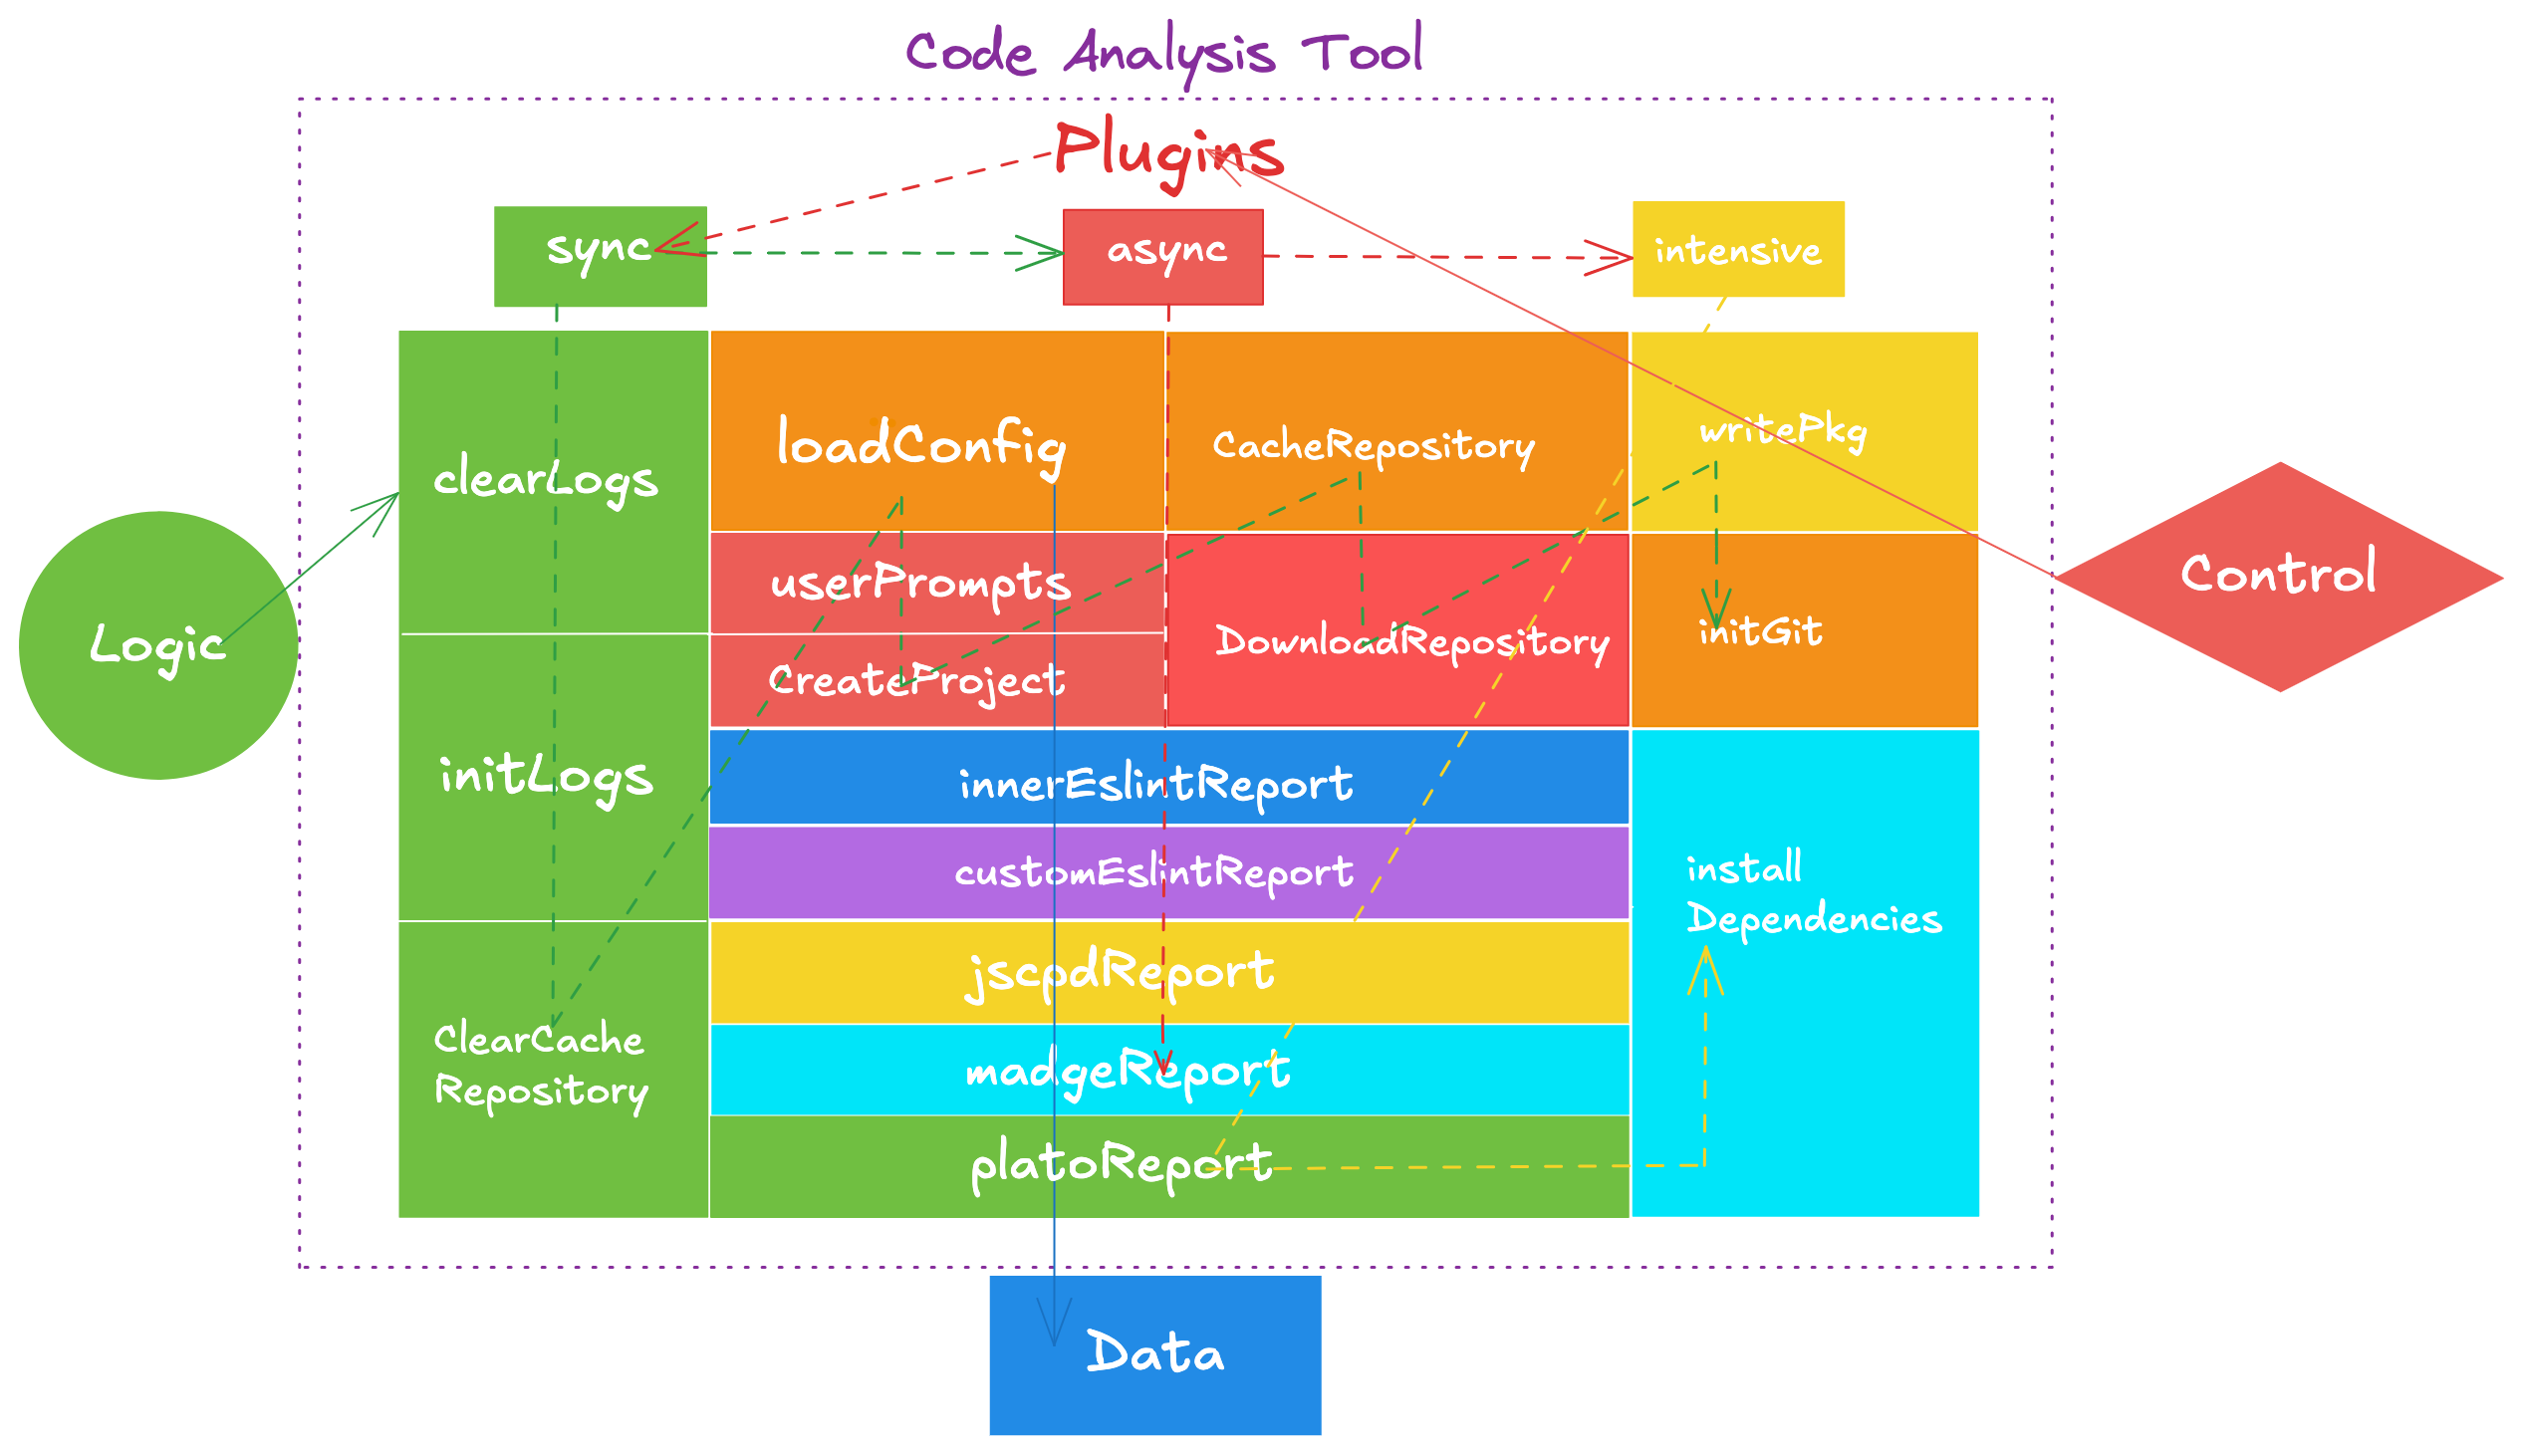 Code Analysis Tool
Plugins
sync
async
intensive
clearLogs
loadConfig
CacheRepository
writePkg
userPrompts
DownloadRepository
initGit
Logic
Control
CreateProject
initLogs
innerEslintReport
customEslintReport
install
Dependencies
jscpdReport
ClearCache
Repository
madgeReport
platoReport
Data